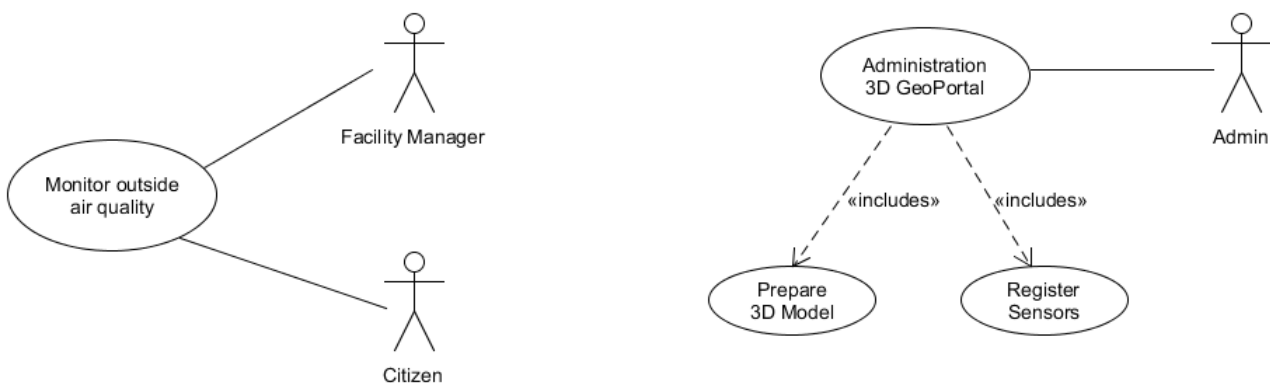 Facility Manager
Monitor outside
air quality
Citizen
Administration
3D GeoPortal
Admin
«includes»
«includes»
Prepare
3D Model
Register
Sensors